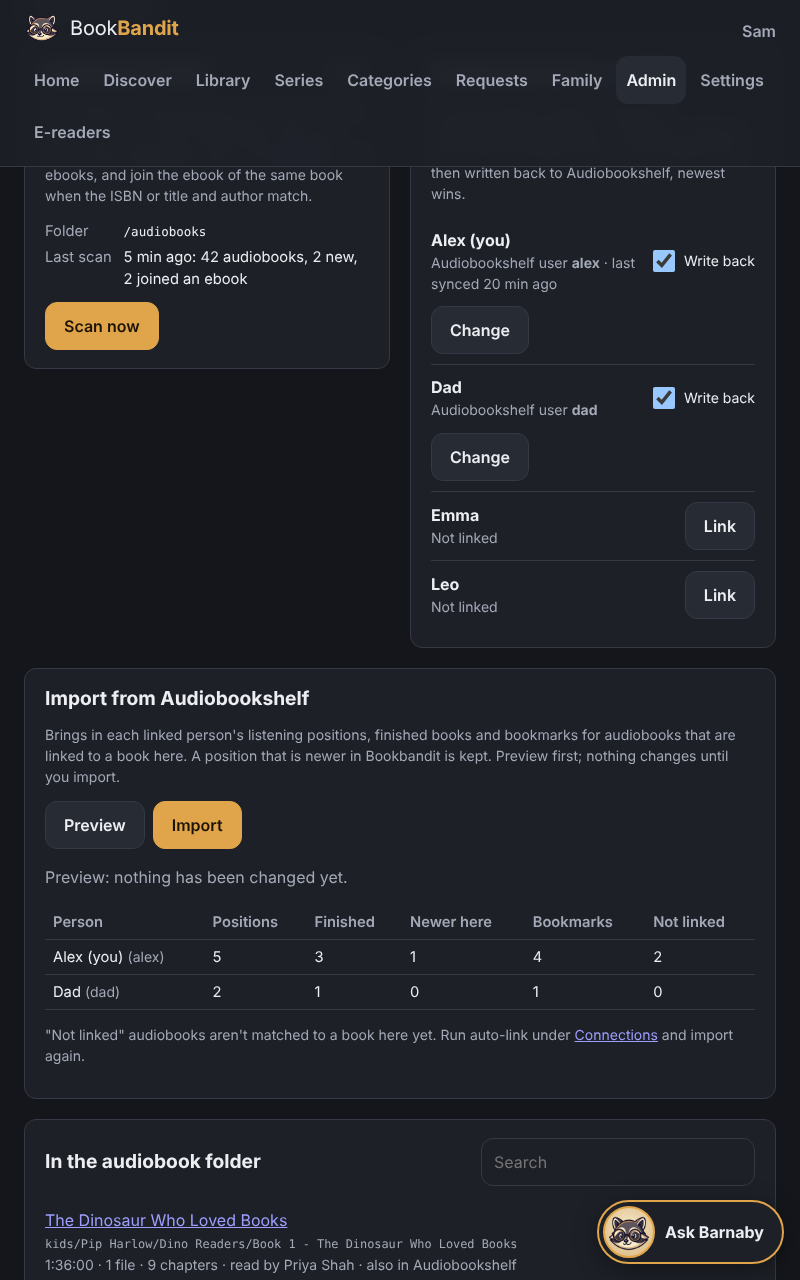 BookBandit
Sam
Home Discover Library Series Categories Requests Family Admin Settings
E-readers
ebooks, and join the ebook of the same book
when the ISBN or title and author match.
Folder /audiobooks
Last scan 5 min ago: 42 audiobooks, 2 new,
2 joined an ebook
Scan now
then written back to Audiobookshelf, newest
wins.
Alex (you)
Audiobookshelf user alex · last
synced 20 min ago
Write back
Change
Dad
Audiobookshelf user dad
Write back
Change
Emma
Not linked
Link
Leo
Not linked
Link
Import from Audiobookshelf
Brings in each linked person's listening positions, finished books and bookmarks for audiobooks that are
linked to a book here. A position that is newer in Bookbandit is kept. Preview first; nothing changes until
you import.
Preview Import
Preview: nothing has been changed yet.
Person Positions Finished Newer here Bookmarks Not linked
Alex (you) (alex) 5 3 1 4 2
Dad (dad) 2 1 0 1 0
"Not linked" audiobooks aren't matched to a book here yet. Run auto-link under Connections and import
again.
In the audiobook folder
Search
The Dinosaur Who Loved Books
kids/Pip Harlow/Dino Readers/Book 1 - The Dinosaur Who Loved Books
1:36:00 · 1 file · 9 chapters · read by Priya Shah · also in Audiobookshelf
Ask Barnaby